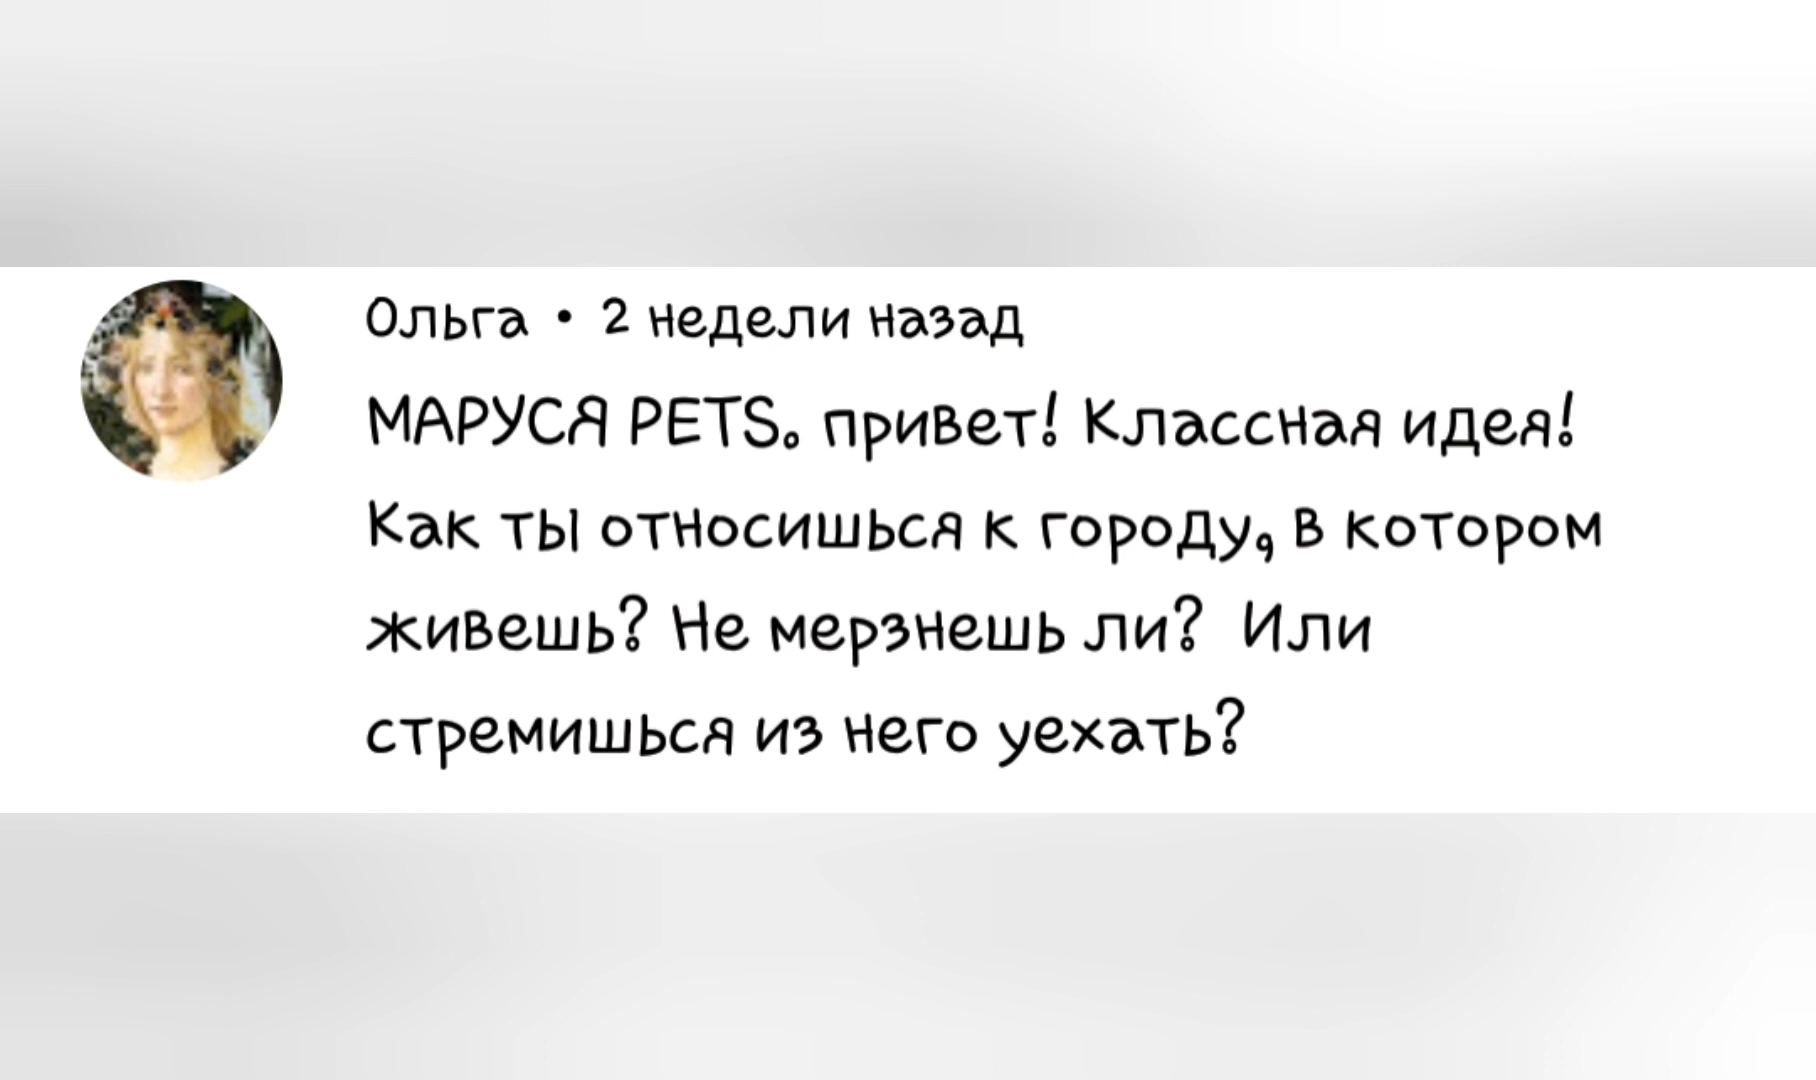 Ольга • 2 недели назад
МАРУСЯ PETS. привет! Классная идея!
Как ты относишься к городу, в котором
живешь? Не мерзнешь ли? Или
стремишься из него уехать?